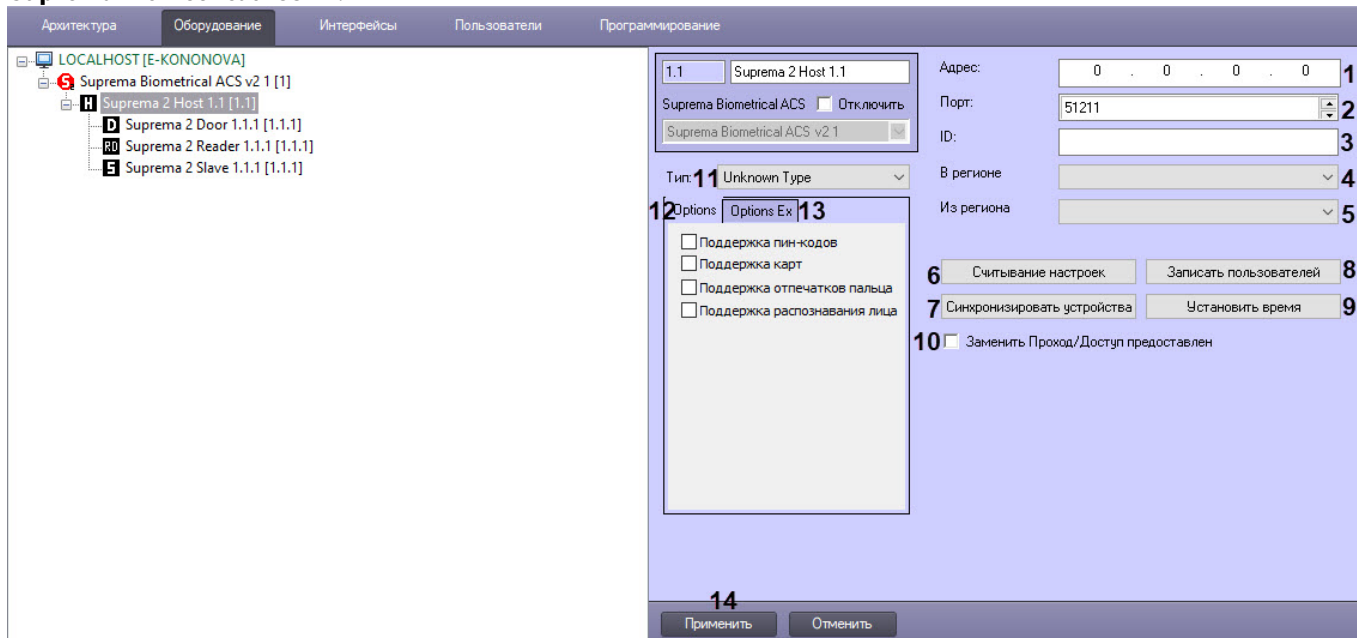 Архитектура Оборудование Интерфейсы Пользователи Программирование
LOCALHOST [E-KONONOVA]
Suprema Biometrical ACS v2 1 [1]
H Suprema 2 Host 1.1 [1.1]
D Suprema 2 Door 1.1.1 [1.1.1]
RD Suprema 2 Reader 1.1.1 [1.1.1]
S Suprema 2 Slave 1.1.1 [1.1.1]
1.1 Suprema 2 Host 1.1
Suprema Biometrical ACS Отключить
Suprema Biometrical ACS v2 1
Тип: 11 Unknown Type
12 Options Options Ex 13
Поддержка пин-кодов
Поддержка карт
Поддержка отпечатков пальца
Поддержка распознавания лица
Адрес: 0 . 0 . 0 . 0 1
Порт: 51211 2
ID: 3
В регионе 4
Из региона 5
6 Считывание настроек Записать пользователей 8
7 Синхронизировать устройства Установить время 9
10 Заменить Проход/Доступ предоставлен
14
Применить Отменить